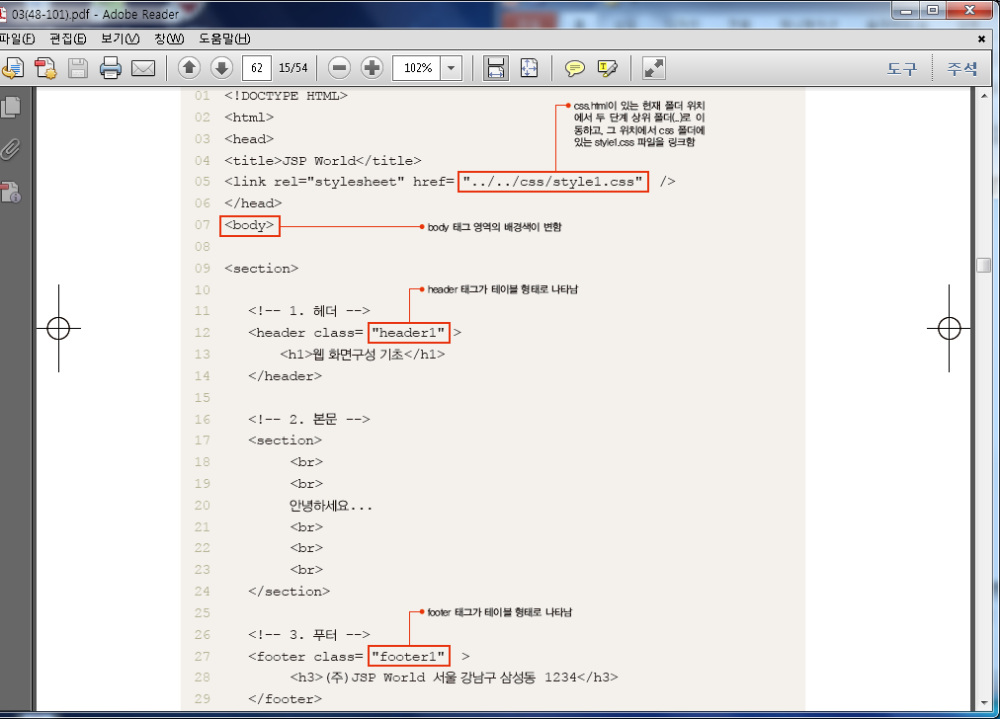 03(48-101).pdf - Adobe Reader
파일(F) 편집(E) 보기(V) 창(W) 도움말(H)
62 15/54 102% 도구 주석
01 <!DOCTYPE HTML>
02 <html>
03 <head>
04 <title>JSP World</title>
05 <link rel="stylesheet" href= "../../css/style1.css" />
css.html이 있는 현재 폴더 위치
에서 두 단계 상위 폴더(..)로 이
동하고, 그 위치에서 css 폴더에
있는 style1.css 파일을 링크함
06 </head>
07 <body>
body 태그 영역의 배경색이 변함
08
09 <section>
10
header 태그가 테이블 형태로 나타남
11 <!-- 1. 헤더 -->
12 <header class= "header1" >
13 <h1>웹 화면구성 기초</h1>
14 </header>
15
16 <!-- 2. 본문 -->
17 <section>
18 <br>
19 <br>
20 안녕하세요...
21 <br>
22 <br>
23 <br>
24 </section>
25
footer 태그가 테이블 형태로 나타남
26 <!-- 3. 푸터 -->
27 <footer class= "footer1" >
28 <h3>(주)JSP World 서울 강남구 삼성동 1234</h3>
29 </footer>